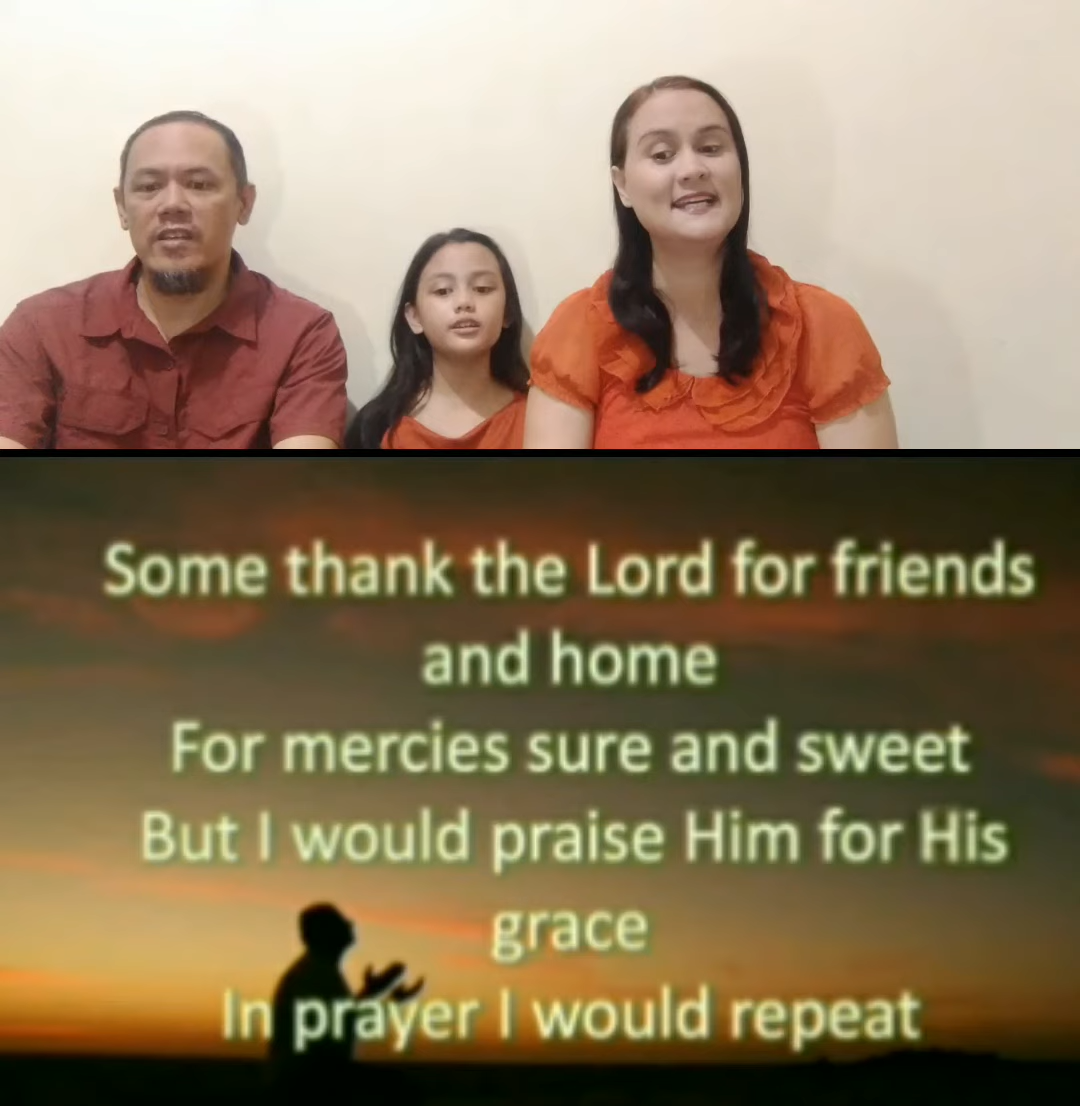 Some thank the Lord for friends
and home
For mercies sure and sweet
But I would praise Him for His
grace
In prayer I would repeat